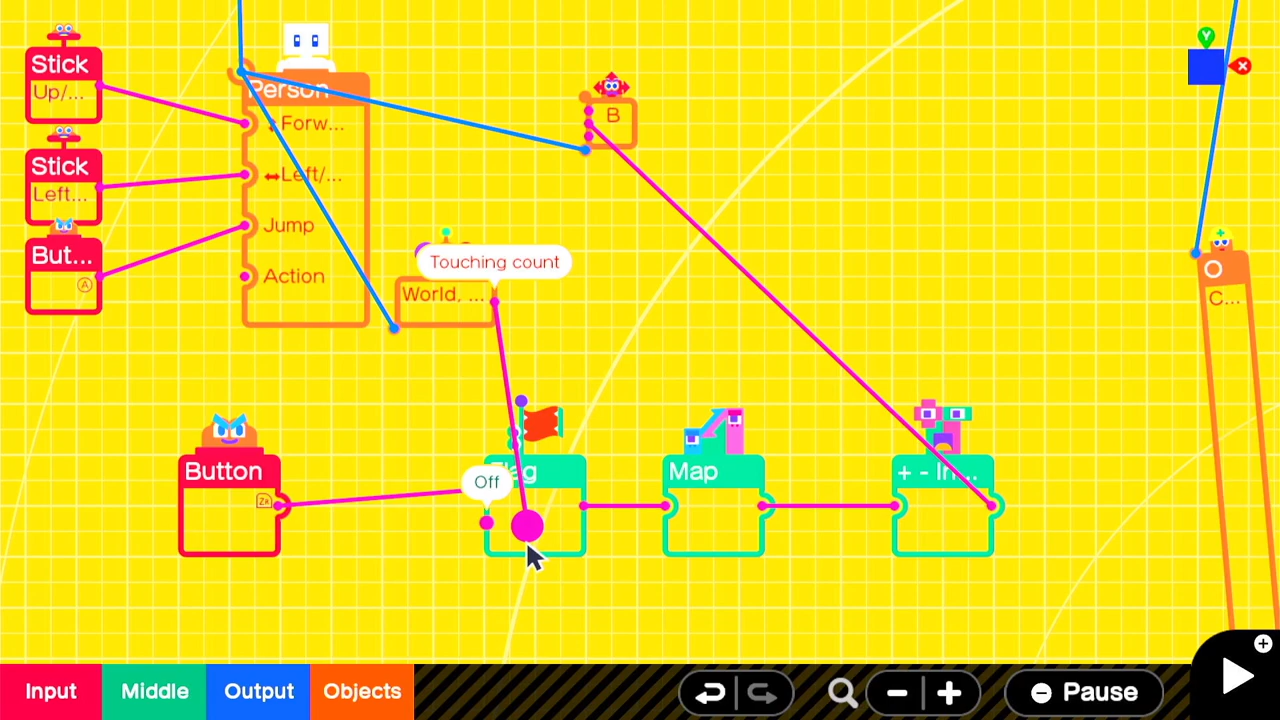 Stick
Up/...
Stick
Left...
But...
A
Person
Forw...
Left/...
Jump
Action
B
Y
X
Touching count
World, ...
O
C...
Button
Off
Map
+ - In...
Input
Middle
Output
Objects
Pause